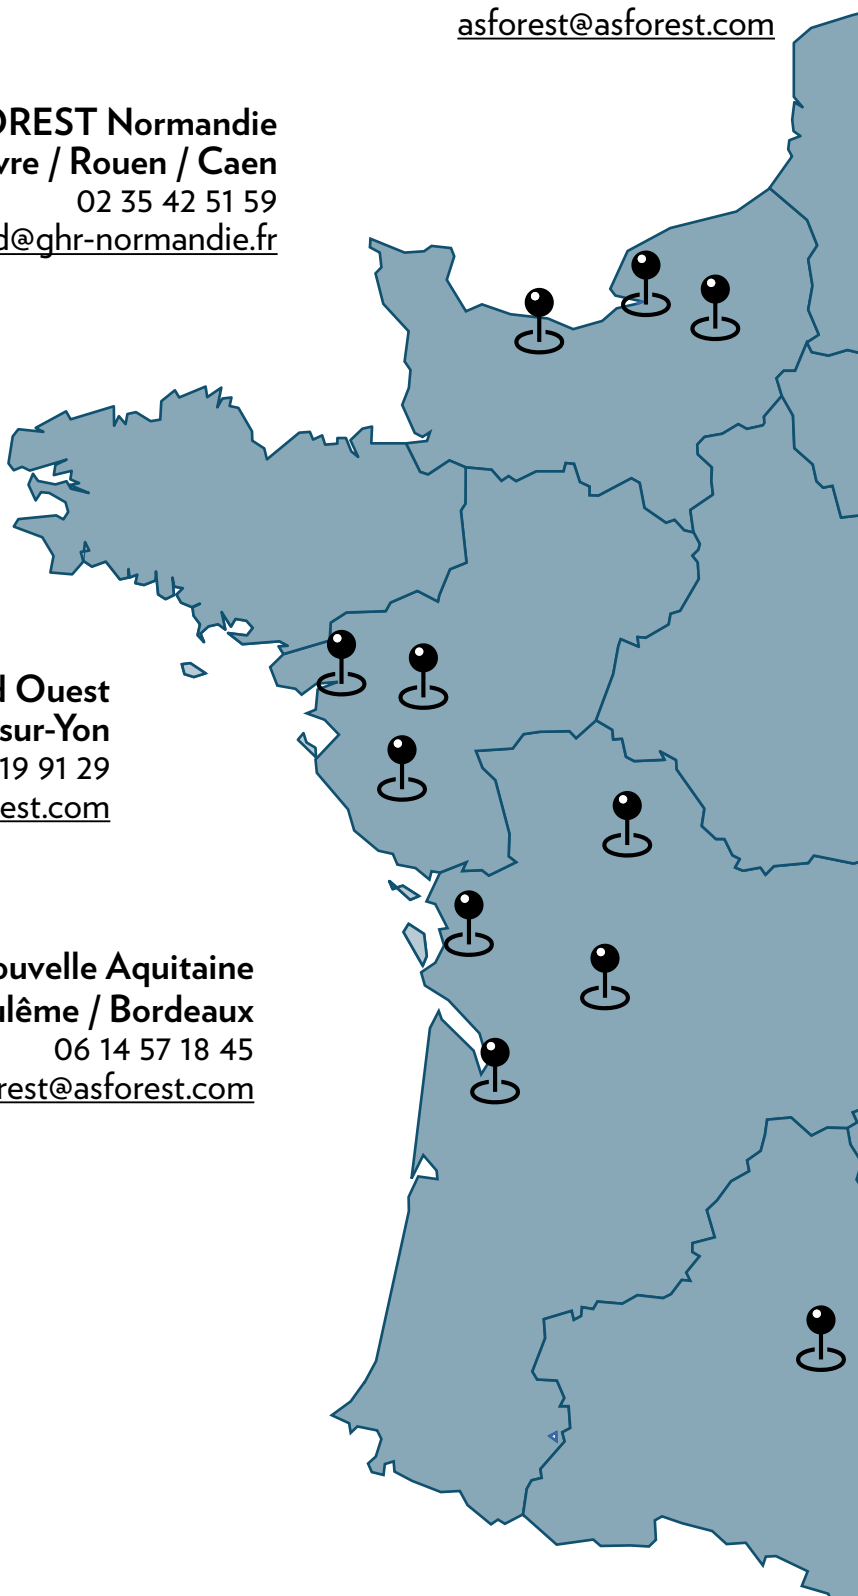 asforest@asforest.com
OREST Normandie
vre / Rouen / Caen
02 35 42 51 59
d@ghr-normandie.fr
d Ouest
sur-Yon
19 91 29
est.com
ouvelle Aquitaine
ulême / Bordeaux
06 14 57 18 45
rest@asforest.com